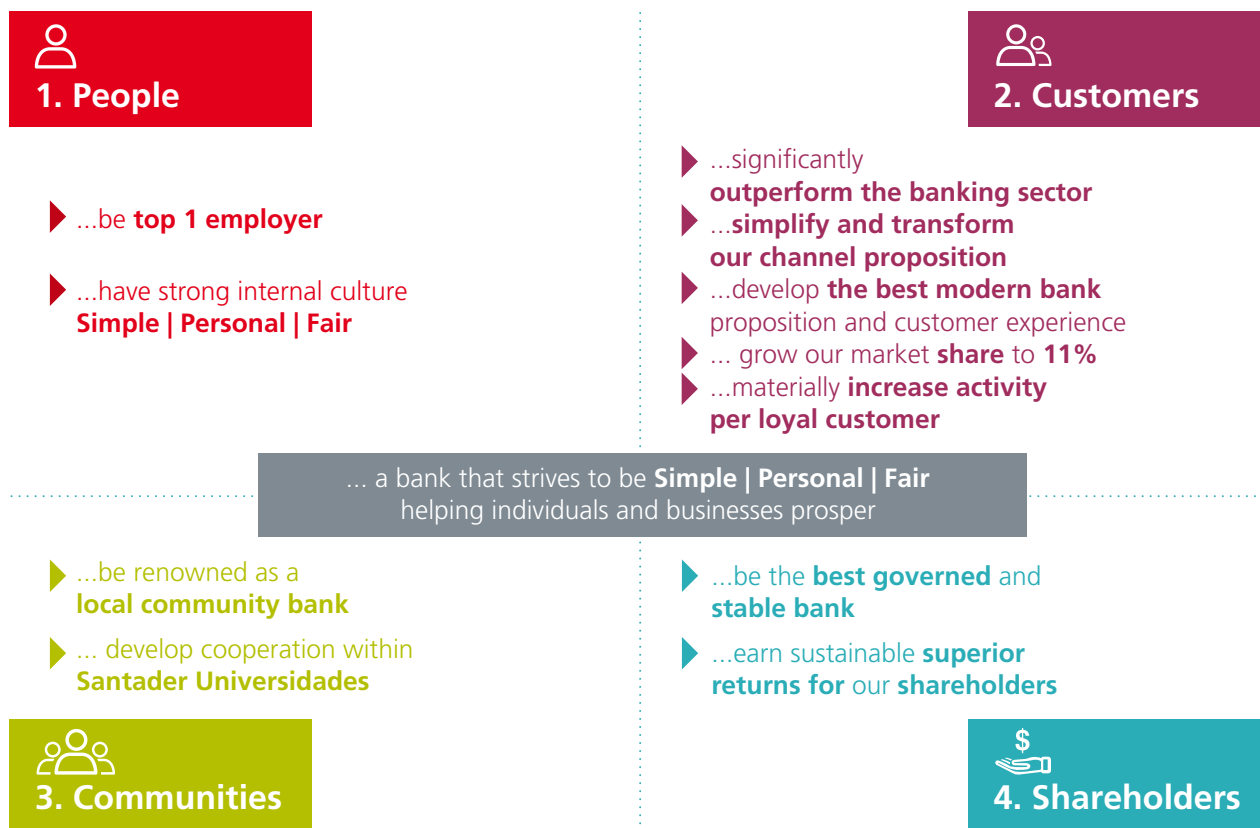 1. People
...be top 1 employer
...have strong internal culture
Simple | Personal | Fair
2. Customers
...significantly
outperform the banking sector
...simplify and transform
our channel proposition
...develop the best modern bank
proposition and customer experience
... grow our market share to 11%
...materially increase activity
per loyal customer
... a bank that strives to be Simple | Personal | Fair
helping individuals and businesses prosper
...be renowned as a
local community bank
... develop cooperation within
Santader Universidades
3. Communities
...be the best governed and
stable bank
...earn sustainable superior
returns for our shareholders
$
4. Shareholders